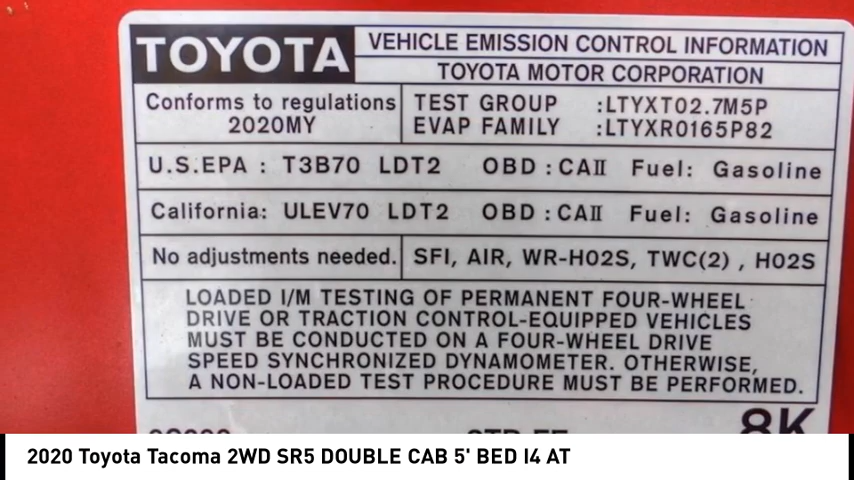 TOYOTA
VEHICLE EMISSION CONTROL INFORMATION
TOYOTA MOTOR CORPORATION
Conforms to regulations
2020MY
TEST GROUP :LTYXT02.7M5P
EVAP FAMILY :LTYXR0165P82
U.S.EPA : T3B70 LDT2 OBD : CAII Fuel: Gasoline
California: ULEV70 LDT2 OBD : CAII Fuel: Gasoline
No adjustments needed.
SFI, AIR, WR-HO2S, TWC(2) , HO2S
LOADED I/M TESTING OF PERMANENT FOUR-WHEEL
DRIVE OR TRACTION CONTROL-EQUIPPED VEHICLES
MUST BE CONDUCTED ON A FOUR-WHEEL DRIVE
SPEED SYNCHRONIZED DYNAMOMETER. OTHERWISE,
A NON-LOADED TEST PROCEDURE MUST BE PERFORMED.
8K
2020 Toyota Tacoma 2WD SR5 DOUBLE CAB 5' BED I4 AT